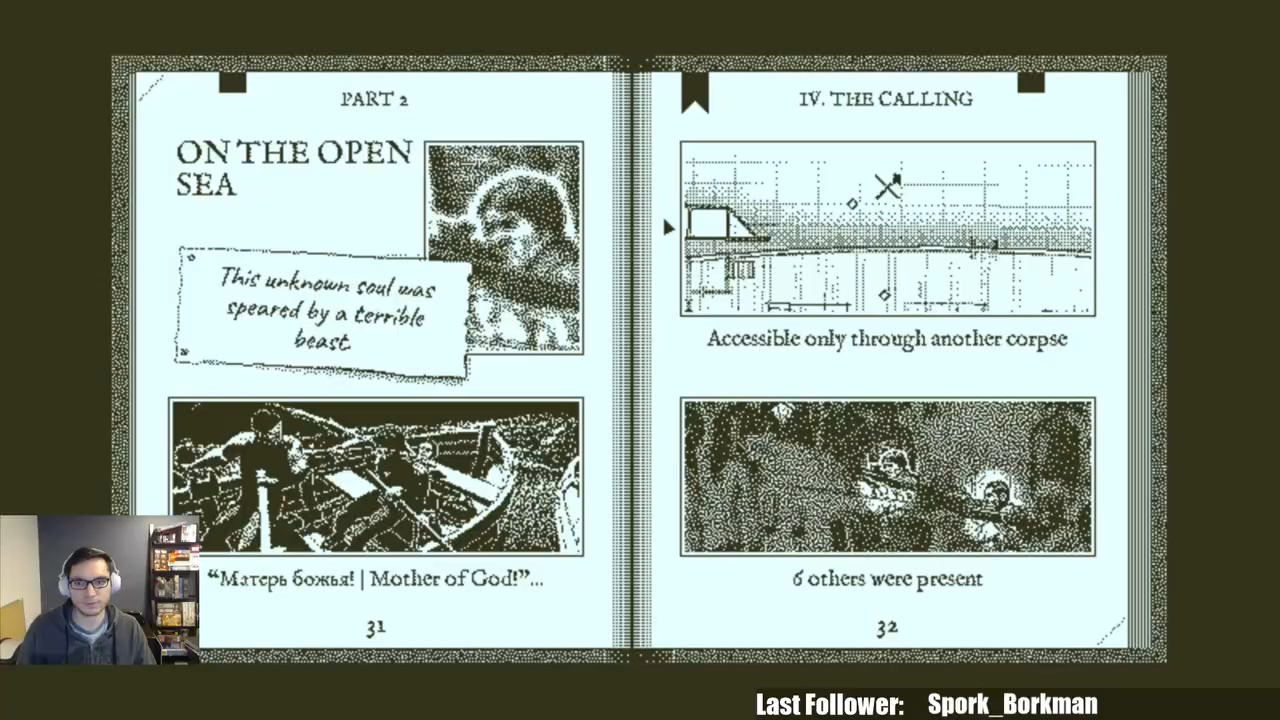 PART 2
ON THE OPEN
SEA
This unknown soul was
speared by a terrible
beast.
“Матерь божья! | Mother of God!”...
31
IV. THE CALLING
Accessible only through another corpse
6 others were present
32
Last Follower: Spork_Borkman